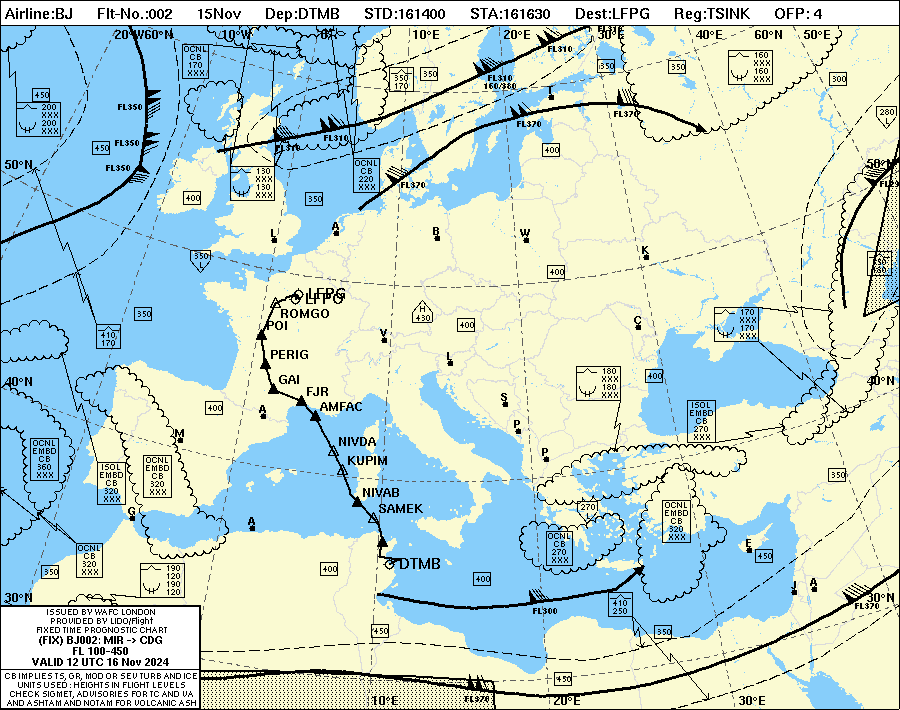 Airline:BJ Flt-No.:002 15Nov Dep:DTMB STD:161400 STA:161630 Dest:LFPG Reg:TSINK OFP: 4
20°W60°N 10°W 0° 10°E 20°E 30°E 40°E 60°N 50°E
OCNL
CB
170
XXX
350
170
350
FL310
FL310
160/380
350
350
160
XXX
160
XXX
300
450
200
XXX
200
XXX
FL350
FL350
FL350
450
T
FL370
FL370
280
L
FL310
FL310
400
50°N
50°N
130
XXX
130
XXX
OCNL
CB
220
XXX
FL370
400
350
L
A
B
W
K
350
L
400
350
410
170
LFPG
LFPO
ROMGO
POI
PERIG
GAI
FJR
AMFAC
NIVDA
KUPIM
NIVAB
SAMEK
DTMB
H
430
400
V
L
C
170
XXX
170
XXX
40°N
40°N
400
A
M
180
XXX
180
XXX
400
S
P
P
ISOL
EMBD
CB
270
XXX
OCNL
EMBD
CB
360
XXX
ISOL
EMBD
CB
320
XXX
OCNL
EMBD
CB
320
XXX
G
A
350
270
OCNL
EMBD
CB
320
XXX
OCNL
CB
270
XXX
E
450
OCNL
CB
320
XXX
350
190
120
190
120
400
400
J
A
30°N
30°N
FL300
410
250
350
FL370
450
450
FL370
10°E 20°E 30°E
ISSUED BY WAFC LONDON
PROVIDED BY LIDO/Flight
FIXED TIME PROGNOSTIC CHART
(FIX) BJ002: MIR -> CDG
FL 100-450
VALID 12 UTC 16 Nov 2024
CB IMPLIES TS, GR, MOD OR SEV TURB AND ICE
UNITS USED: HEIGHTS IN FLIGHT LEVELS
CHECK SIGMET, ADVISORIES FOR TC AND VA
AND ASHTAM AND NOTAM FOR VOLCANIC ASH